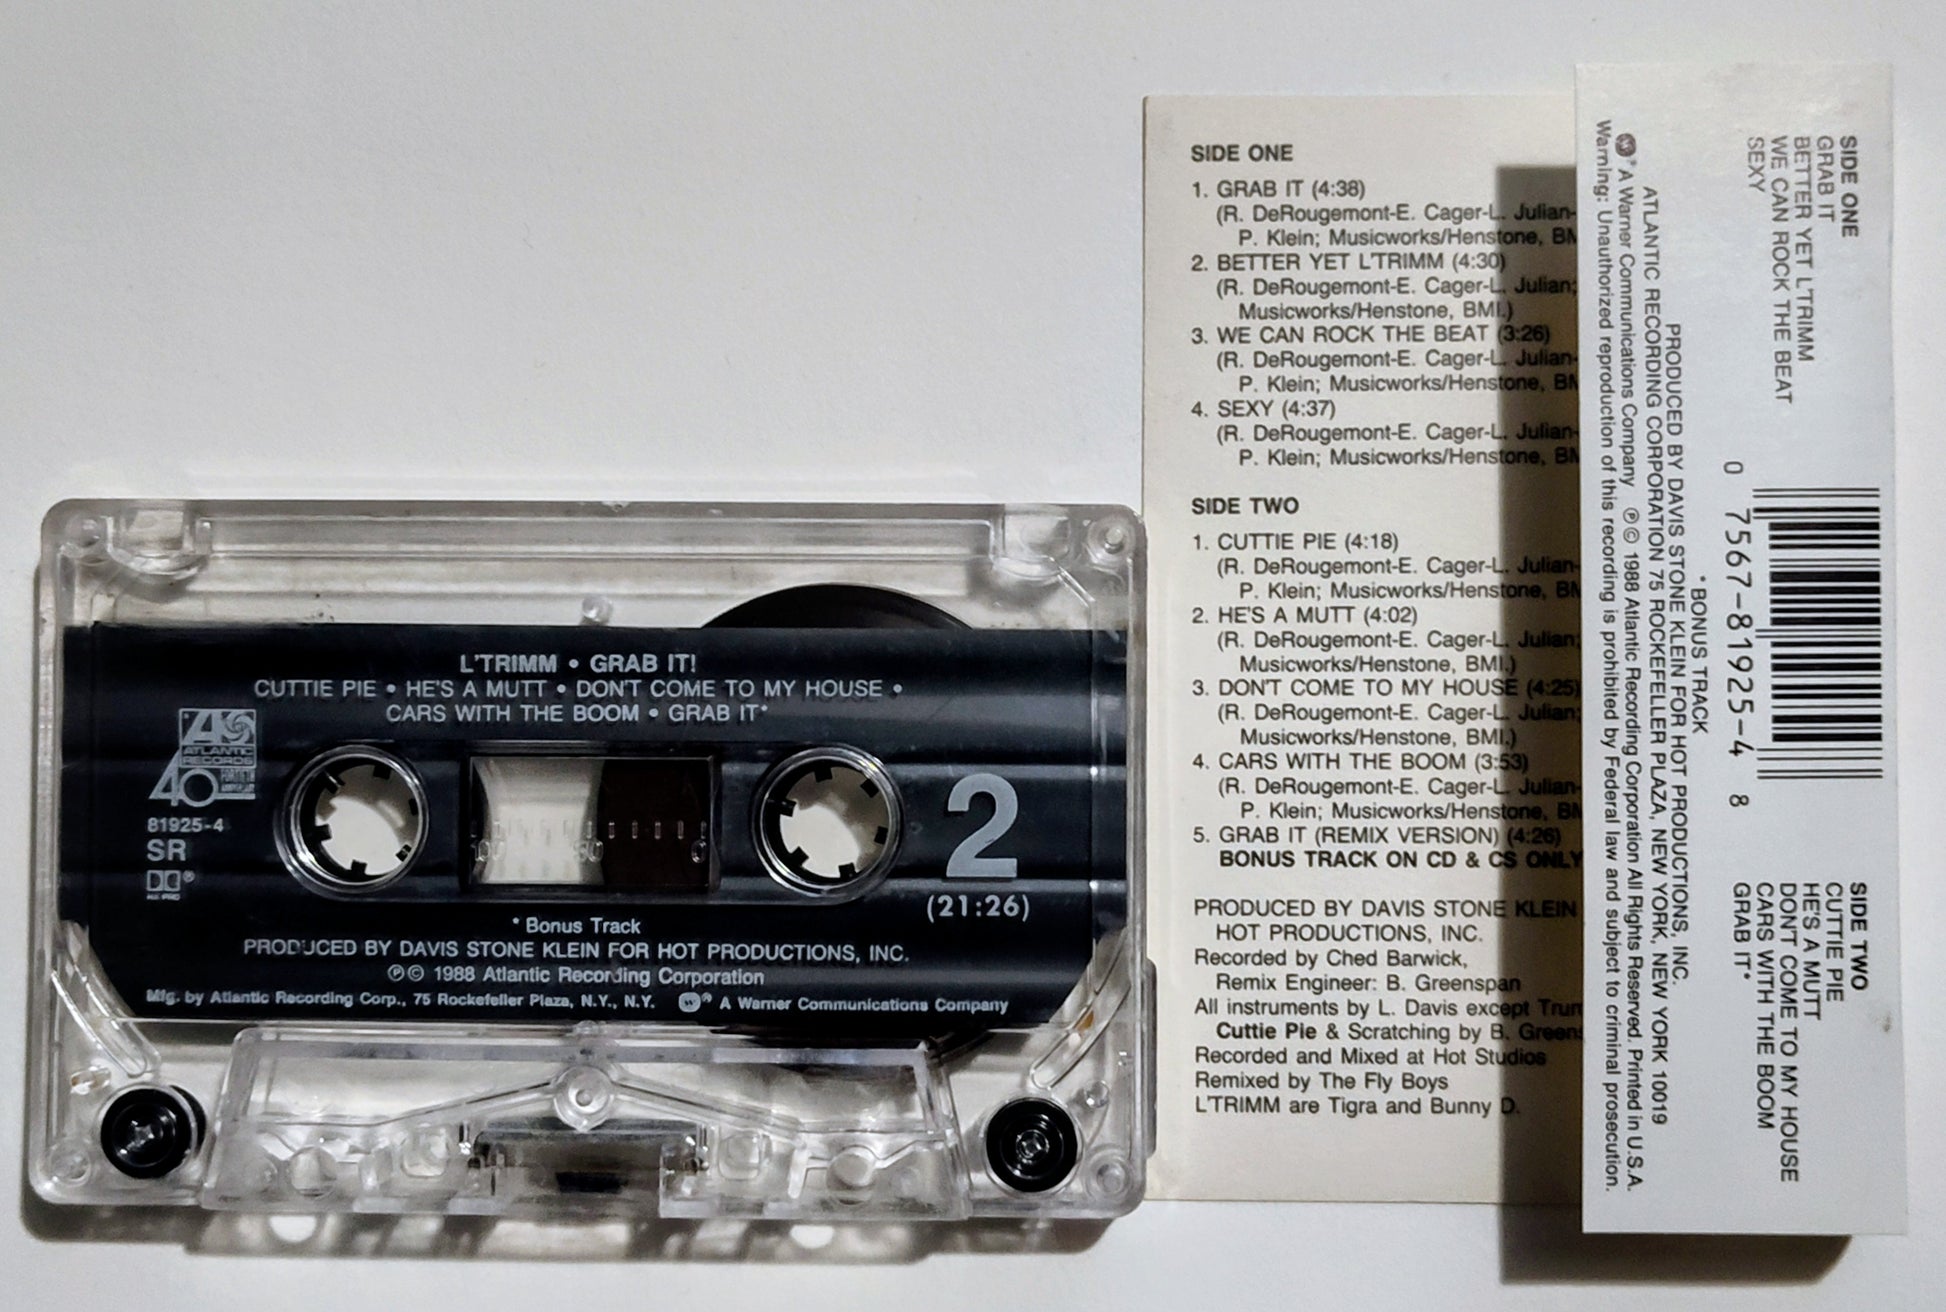 L'TRIMM • GRAB IT!
CUTTIE PIE • HE'S A MUTT • DON'T COME TO MY HOUSE •
CARS WITH THE BOOM • GRAB IT*
ATLANTIC
RECORDS
40
81925-4
SR
HX PRO
100 50 0
2
(21:26)
* Bonus Track
PRODUCED BY DAVIS STONE KLEIN FOR HOT PRODUCTIONS, INC.
℗© 1988 Atlantic Recording Corporation
Mfg. by Atlantic Recording Corp., 75 Rockefeller Plaza, N.Y., N.Y. ® A Warner Communications Company
SIDE ONE
1. GRAB IT (4:38)
(R. DeRougemont-E. Cager-L. Julian-
P. Klein; Musicworks/Henstone,
2. BETTER YET L'TRIMM (4:30)
(R. DeRougemont-E. Cager-L. Julian;
Musicworks/Henstone, BMI.)
3. WE CAN ROCK THE BEAT (3:26)
(R. DeRougemont-E. Cager-L. Julian-
P. Klein; Musicworks/Henstone,
4. SEXY (4:37)
(R. DeRougemont-E. Cager-L. Julian-
P. Klein; Musicworks/Henstone,
SIDE TWO
1. CUTTIE PIE (4:18)
(R. DeRougemont-E. Cager-L. Julian-
P. Klein; Musicworks/Henstone,
2. HE'S A MUTT (4:02)
(R. DeRougemont-E. Cager-L. Julian;
Musicworks/Henstone, BMI.)
3. DON'T COME TO MY HOUSE (4:25)
(R. DeRougemont-E. Cager-L. Julian;
Musicworks/Henstone, BMI.)
4. CARS WITH THE BOOM (3:53)
(R. DeRougemont-E. Cager-L. Julian-
P. Klein; Musicworks/Henstone,
5. GRAB IT (REMIX VERSION) (4:26)
BONUS TRACK ON CD & CS ONLY
PRODUCED BY DAVIS STONE KLEIN
HOT PRODUCTIONS, INC.
Recorded by Ched Barwick,
Remix Engineer: B. Greenspan
All instruments by L. Davis except
Cuttie Pie & Scratching by B.
Recorded and Mixed at Hot Studios
Remixed by The Fly Boys
L'TRIMM are Tigra and Bunny D.
SIDE ONE
GRAB IT
BETTER YET L'TRIMM
WE CAN ROCK THE BEAT
SEXY
0 7567-81925-4 8
SIDE TWO
CUTTIE PIE
HE'S A MUTT
DON'T COME TO MY HOUSE
CARS WITH THE BOOM
GRAB IT*
* BONUS TRACK
PRODUCED BY DAVIS STONE KLEIN FOR HOT PRODUCTIONS, INC.
ATLANTIC RECORDING CORPORATION 75 ROCKEFELLER PLAZA, NEW YORK, NEW YORK 10019
® A Warner Communications Company ℗© 1988 Atlantic Recording Corporation All Rights Reserved. Printed in U.S.A.
Warning: Unauthorized reproduction of this recording is prohibited by Federal law and subject to criminal prosecution.